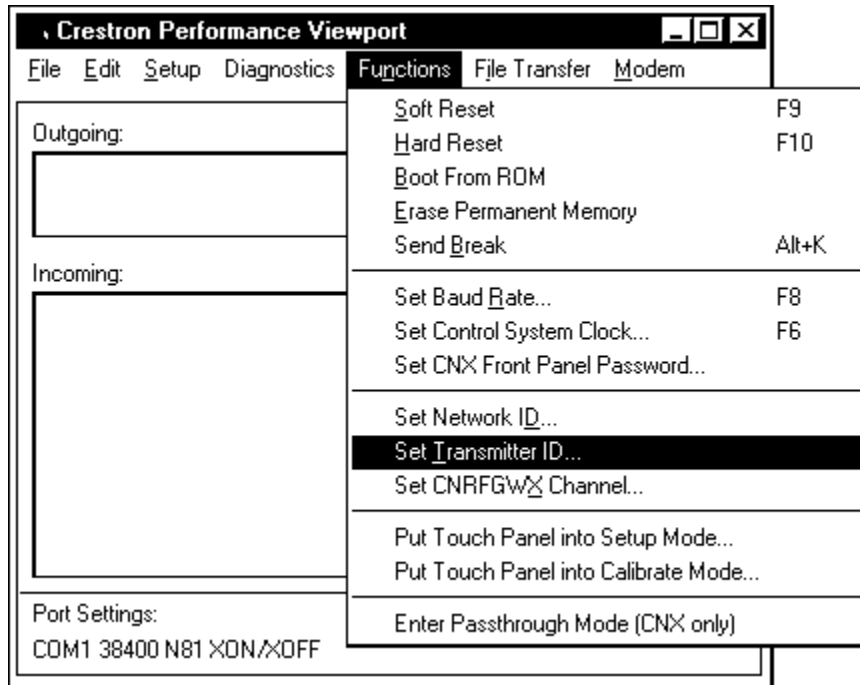 Crestron Performance Viewport
File Edit Setup Diagnostics Functions File Transfer Modem
Outgoing:
Incoming:
Soft Reset F9
Hard Reset F10
Boot From ROM
Erase Permanent Memory
Send Break Alt+K
Set Baud Rate... F8
Set Control System Clock... F6
Set CNX Front Panel Password...
Set Network ID...
Set Transmitter ID...
Set CNRFGWX Channel...
Put Touch Panel into Setup Mode...
Put Touch Panel into Calibrate Mode...
Enter Passthrough Mode (CNX only)
Port Settings:
COM1 38400 N81 XON/XOFF